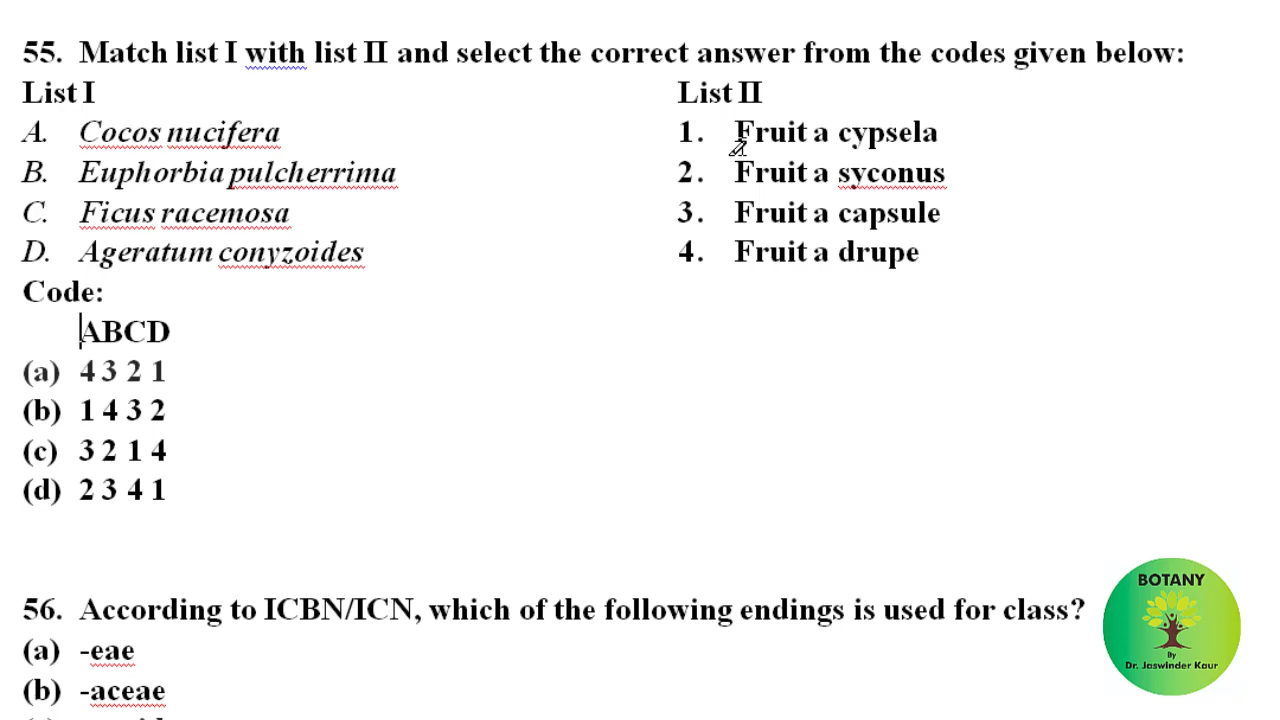 55. Match list I with list II and select the correct answer from the codes given below:
List I List II
A. Cocos nucifera 1. Fruit a cypsela
B. Euphorbia pulcherrima 2. Fruit a syconus
C. Ficus racemosa 3. Fruit a capsule
D. Ageratum conyzoides 4. Fruit a drupe
Code:
ABCD
(a) 4 3 2 1
(b) 1 4 3 2
(c) 3 2 1 4
(d) 2 3 4 1
56. According to ICBN/ICN, which of the following endings is used for class?
(a) -eae
(b) -aceae
BOTANY
By
Dr. Jaswinder Kaur